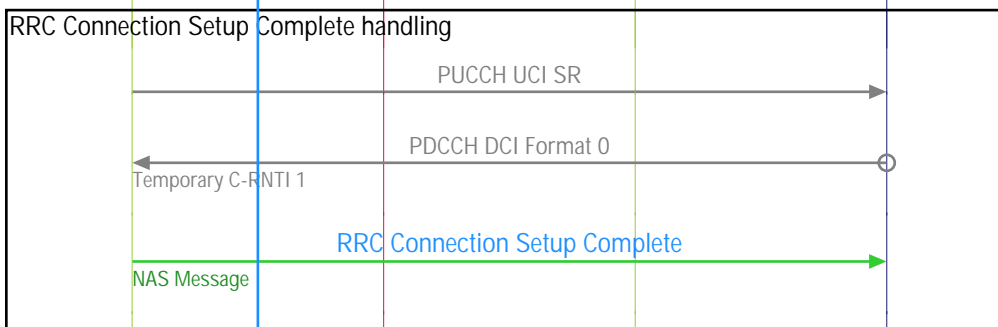 RRC Connection Setup Complete handling
PUCCH UCI SR
PDCCH DCI Format 0
Temporary C-RNTI 1
RRC Connection Setup Complete
NAS Message